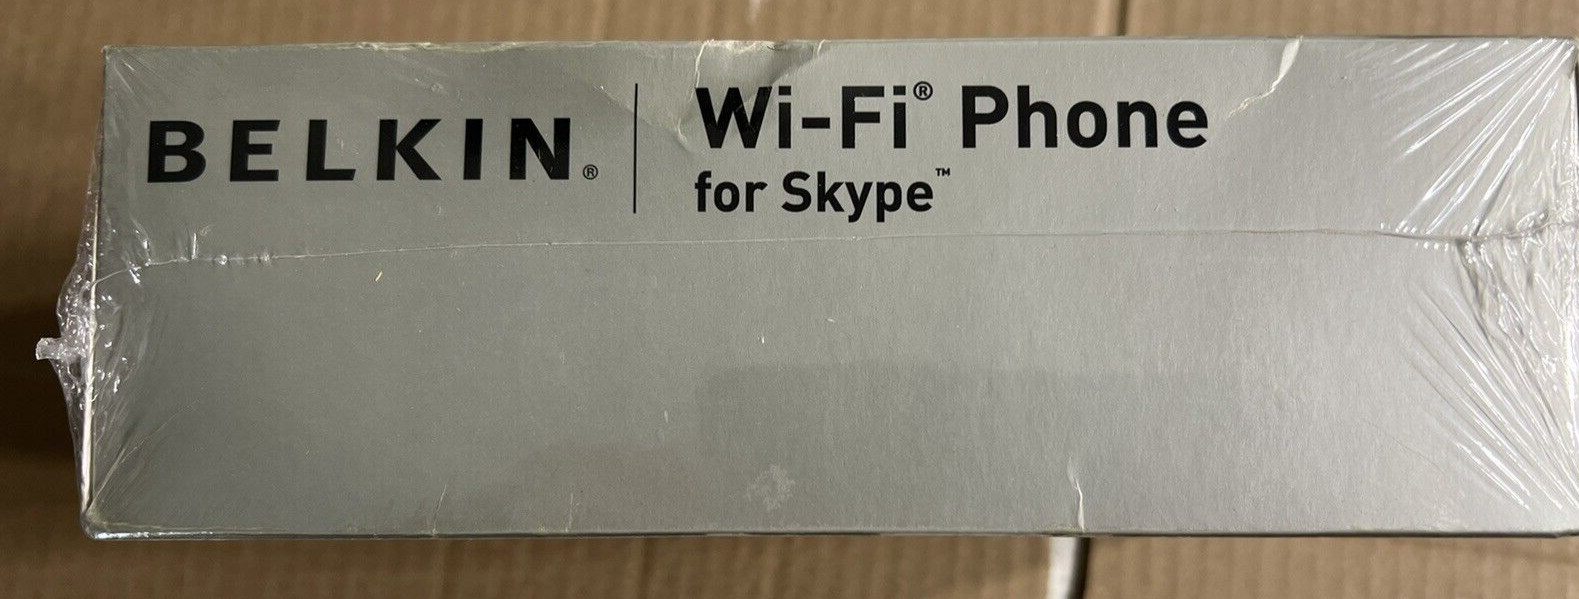 BELKIN®
Wi-Fi® Phone
for Skype™